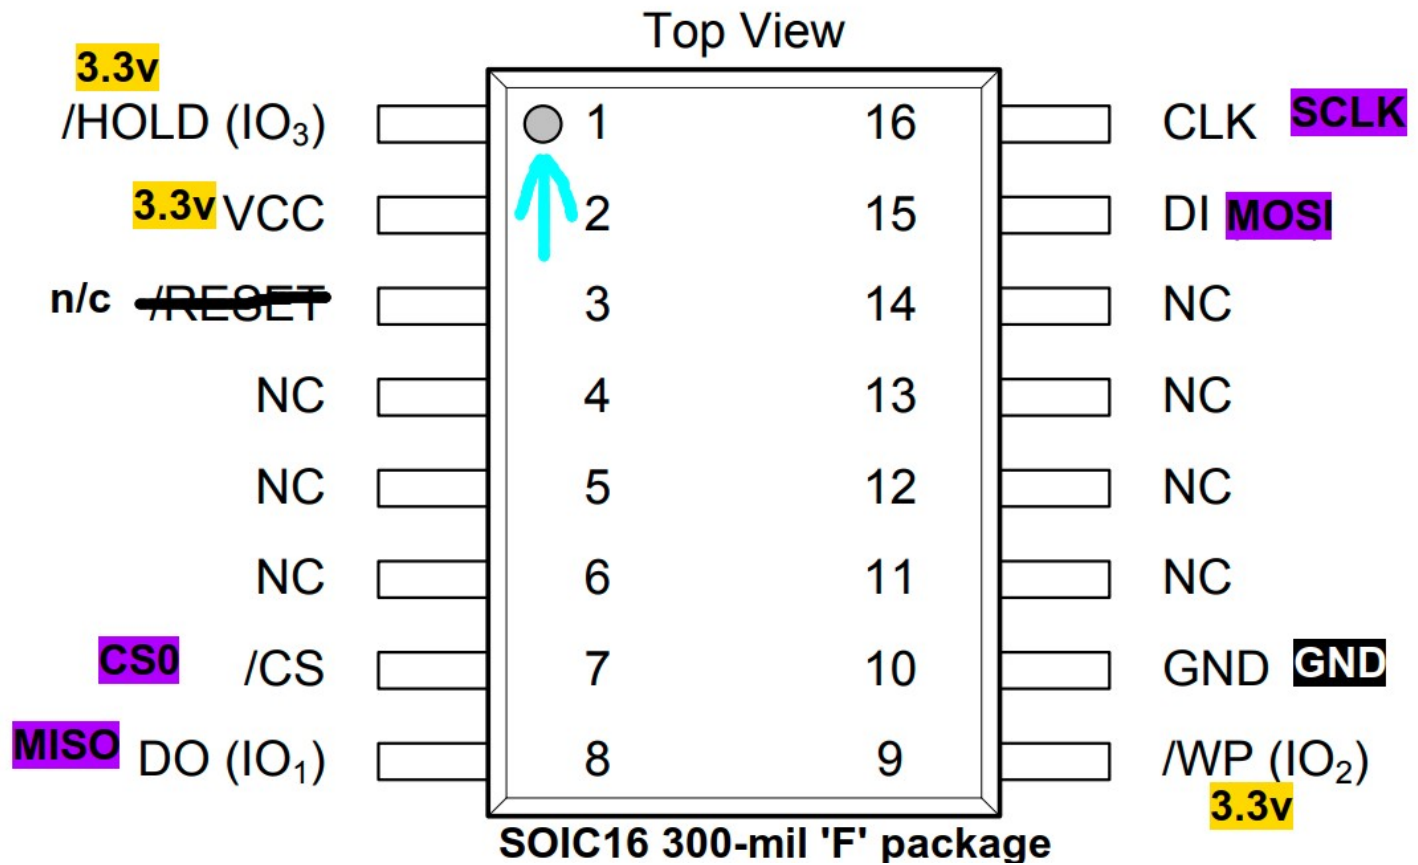 Top View
3.3v
/HOLD (IO₃) 1 16 CLK SCLK
3.3v VCC 2 15 DI MOSI
n/c /RESET 3 14 NC
NC 4 13 NC
NC 5 12 NC
NC 6 11 NC
CS0 /CS 7 10 GND GND
MISO DO (IO₁) 8 9 /WP (IO₂)
3.3v
SOIC16 300-mil 'F' package